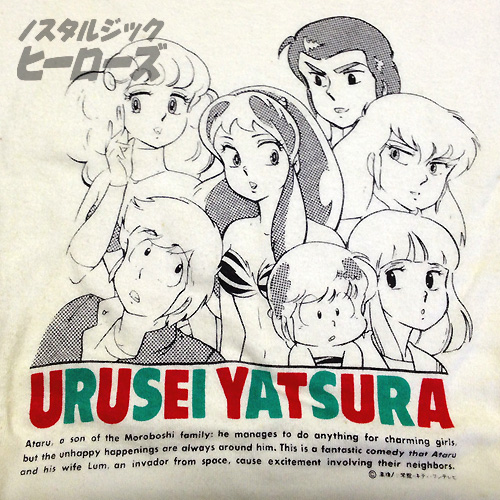 ノスタルジック
ヒーローズ
URUSEI YATSURA
Ataru, a son of the Moroboshi family: he manages to do anything for charming girls,
but the unhappy happenings are always around him. This is a fantastic comedy that Ataru
and his wife Lum, an invador from space, cause excitement involving their neighbors.